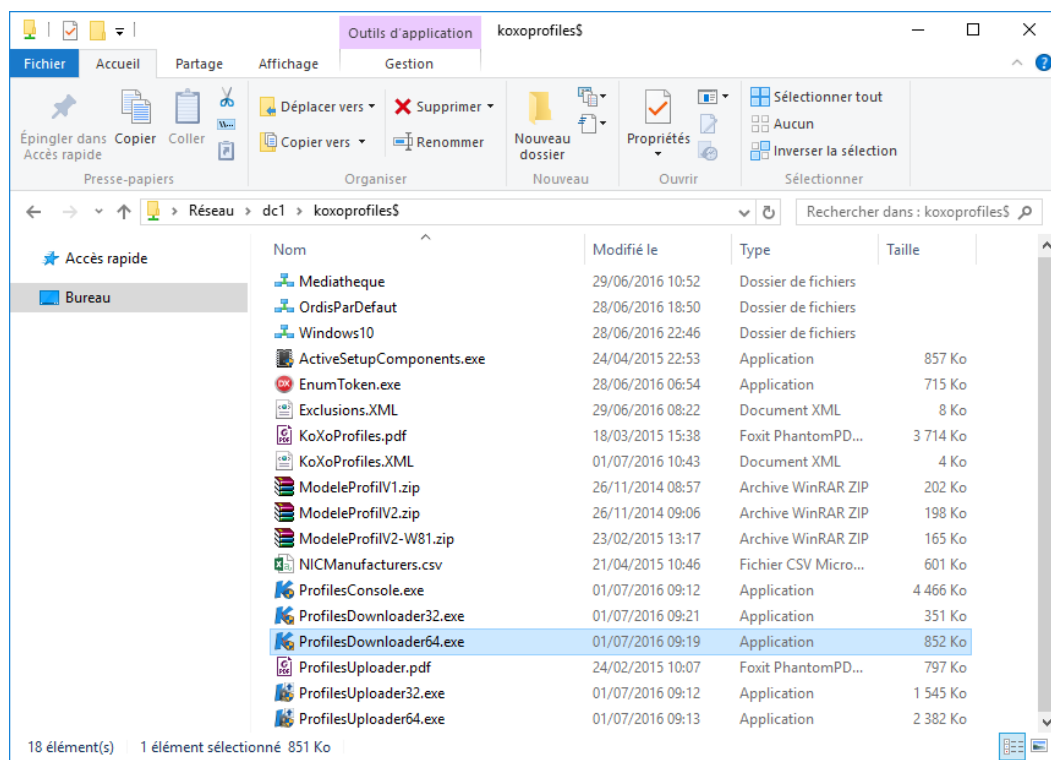 Outils d'application koxoprofiles$
Fichier Accueil Partage Affichage Gestion
Épingler dans Accès rapide
Copier
Coller
Déplacer vers
Copier vers
Supprimer
Renommer
Nouveau dossier
Propriétés
Sélectionner tout
Aucun
Inverser la sélection
Presse-papiers Organiser Nouveau Ouvrir Sélectionner
Réseau > dc1 > koxoprofiles$ Rechercher dans : koxoprofiles$
Accès rapide
Bureau
Nom Modifié le Type Taille
Mediatheque 29/06/2016 10:52 Dossier de fichiers
OrdisParDefaut 28/06/2016 18:50 Dossier de fichiers
Windows10 28/06/2016 22:46 Dossier de fichiers
ActiveSetupComponents.exe 24/04/2015 22:53 Application 857 Ko
EnumToken.exe 28/06/2016 06:54 Application 715 Ko
Exclusions.XML 29/06/2016 08:22 Document XML 8 Ko
KoXoProfiles.pdf 18/03/2015 15:38 Foxit PhantomPD... 3 714 Ko
KoXoProfiles.XML 01/07/2016 10:43 Document XML 4 Ko
ModeleProfilV1.zip 26/11/2014 08:57 Archive WinRAR ZIP 202 Ko
ModeleProfilV2.zip 26/11/2014 09:06 Archive WinRAR ZIP 198 Ko
ModeleProfilV2-W81.zip 23/02/2015 13:17 Archive WinRAR ZIP 165 Ko
NICManufacturers.csv 21/04/2015 10:46 Fichier CSV Micro... 601 Ko
ProfilesConsole.exe 01/07/2016 09:12 Application 4 466 Ko
ProfilesDownloader32.exe 01/07/2016 09:21 Application 351 Ko
ProfilesDownloader64.exe 01/07/2016 09:19 Application 852 Ko
ProfilesUploader.pdf 24/02/2015 10:07 Foxit PhantomPD... 797 Ko
ProfilesUploader32.exe 01/07/2016 09:12 Application 1 545 Ko
ProfilesUploader64.exe 01/07/2016 09:13 Application 2 382 Ko
18 élément(s) 1 élément sélectionné 851 Ko